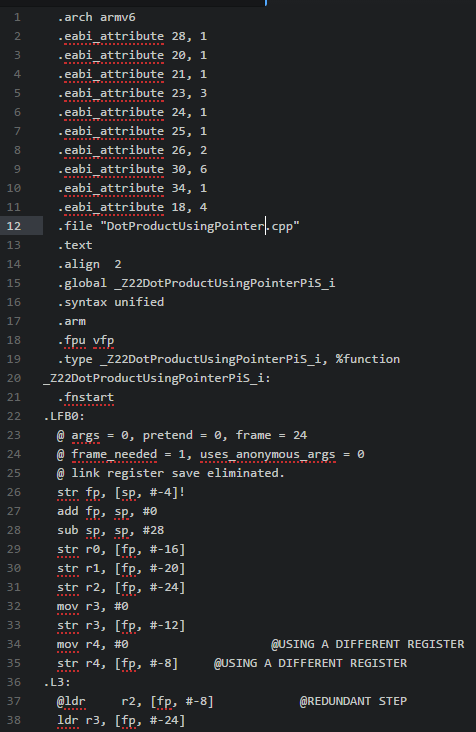 1 .arch armv6
2 .eabi_attribute 28, 1
3 .eabi_attribute 20, 1
4 .eabi_attribute 21, 1
5 .eabi_attribute 23, 3
6 .eabi_attribute 24, 1
7 .eabi_attribute 25, 1
8 .eabi_attribute 26, 2
9 .eabi_attribute 30, 6
10 .eabi_attribute 34, 1
11 .eabi_attribute 18, 4
12 .file "DotProductUsingPointer.cpp"
13 .text
14 .align  2
15 .global _Z22DotProductUsingPointerPiS_i
16 .syntax unified
17 .arm
18 .fpu vfp
19 .type _Z22DotProductUsingPointerPiS_i, %function
20 _Z22DotProductUsingPointerPiS_i:
21 .fnstart
22 .LFB0:
23 @ args = 0, pretend = 0, frame = 24
24 @ frame_needed = 1, uses_anonymous_args = 0
25 @ link register save eliminated.
26 str fp, [sp, #-4]!
27 add fp, sp, #0
28 sub sp, sp, #28
29 str r0, [fp, #-16]
30 str r1, [fp, #-20]
31 str r2, [fp, #-24]
32 mov r3, #0
33 str r3, [fp, #-12]
34 mov r4, #0 @USING A DIFFERENT REGISTER
35 str r4, [fp, #-8] @USING A DIFFERENT REGISTER
36 .L3:
37 @ldr r2, [fp, #-8] @REDUNDANT STEP
38 ldr r3, [fp, #-24]